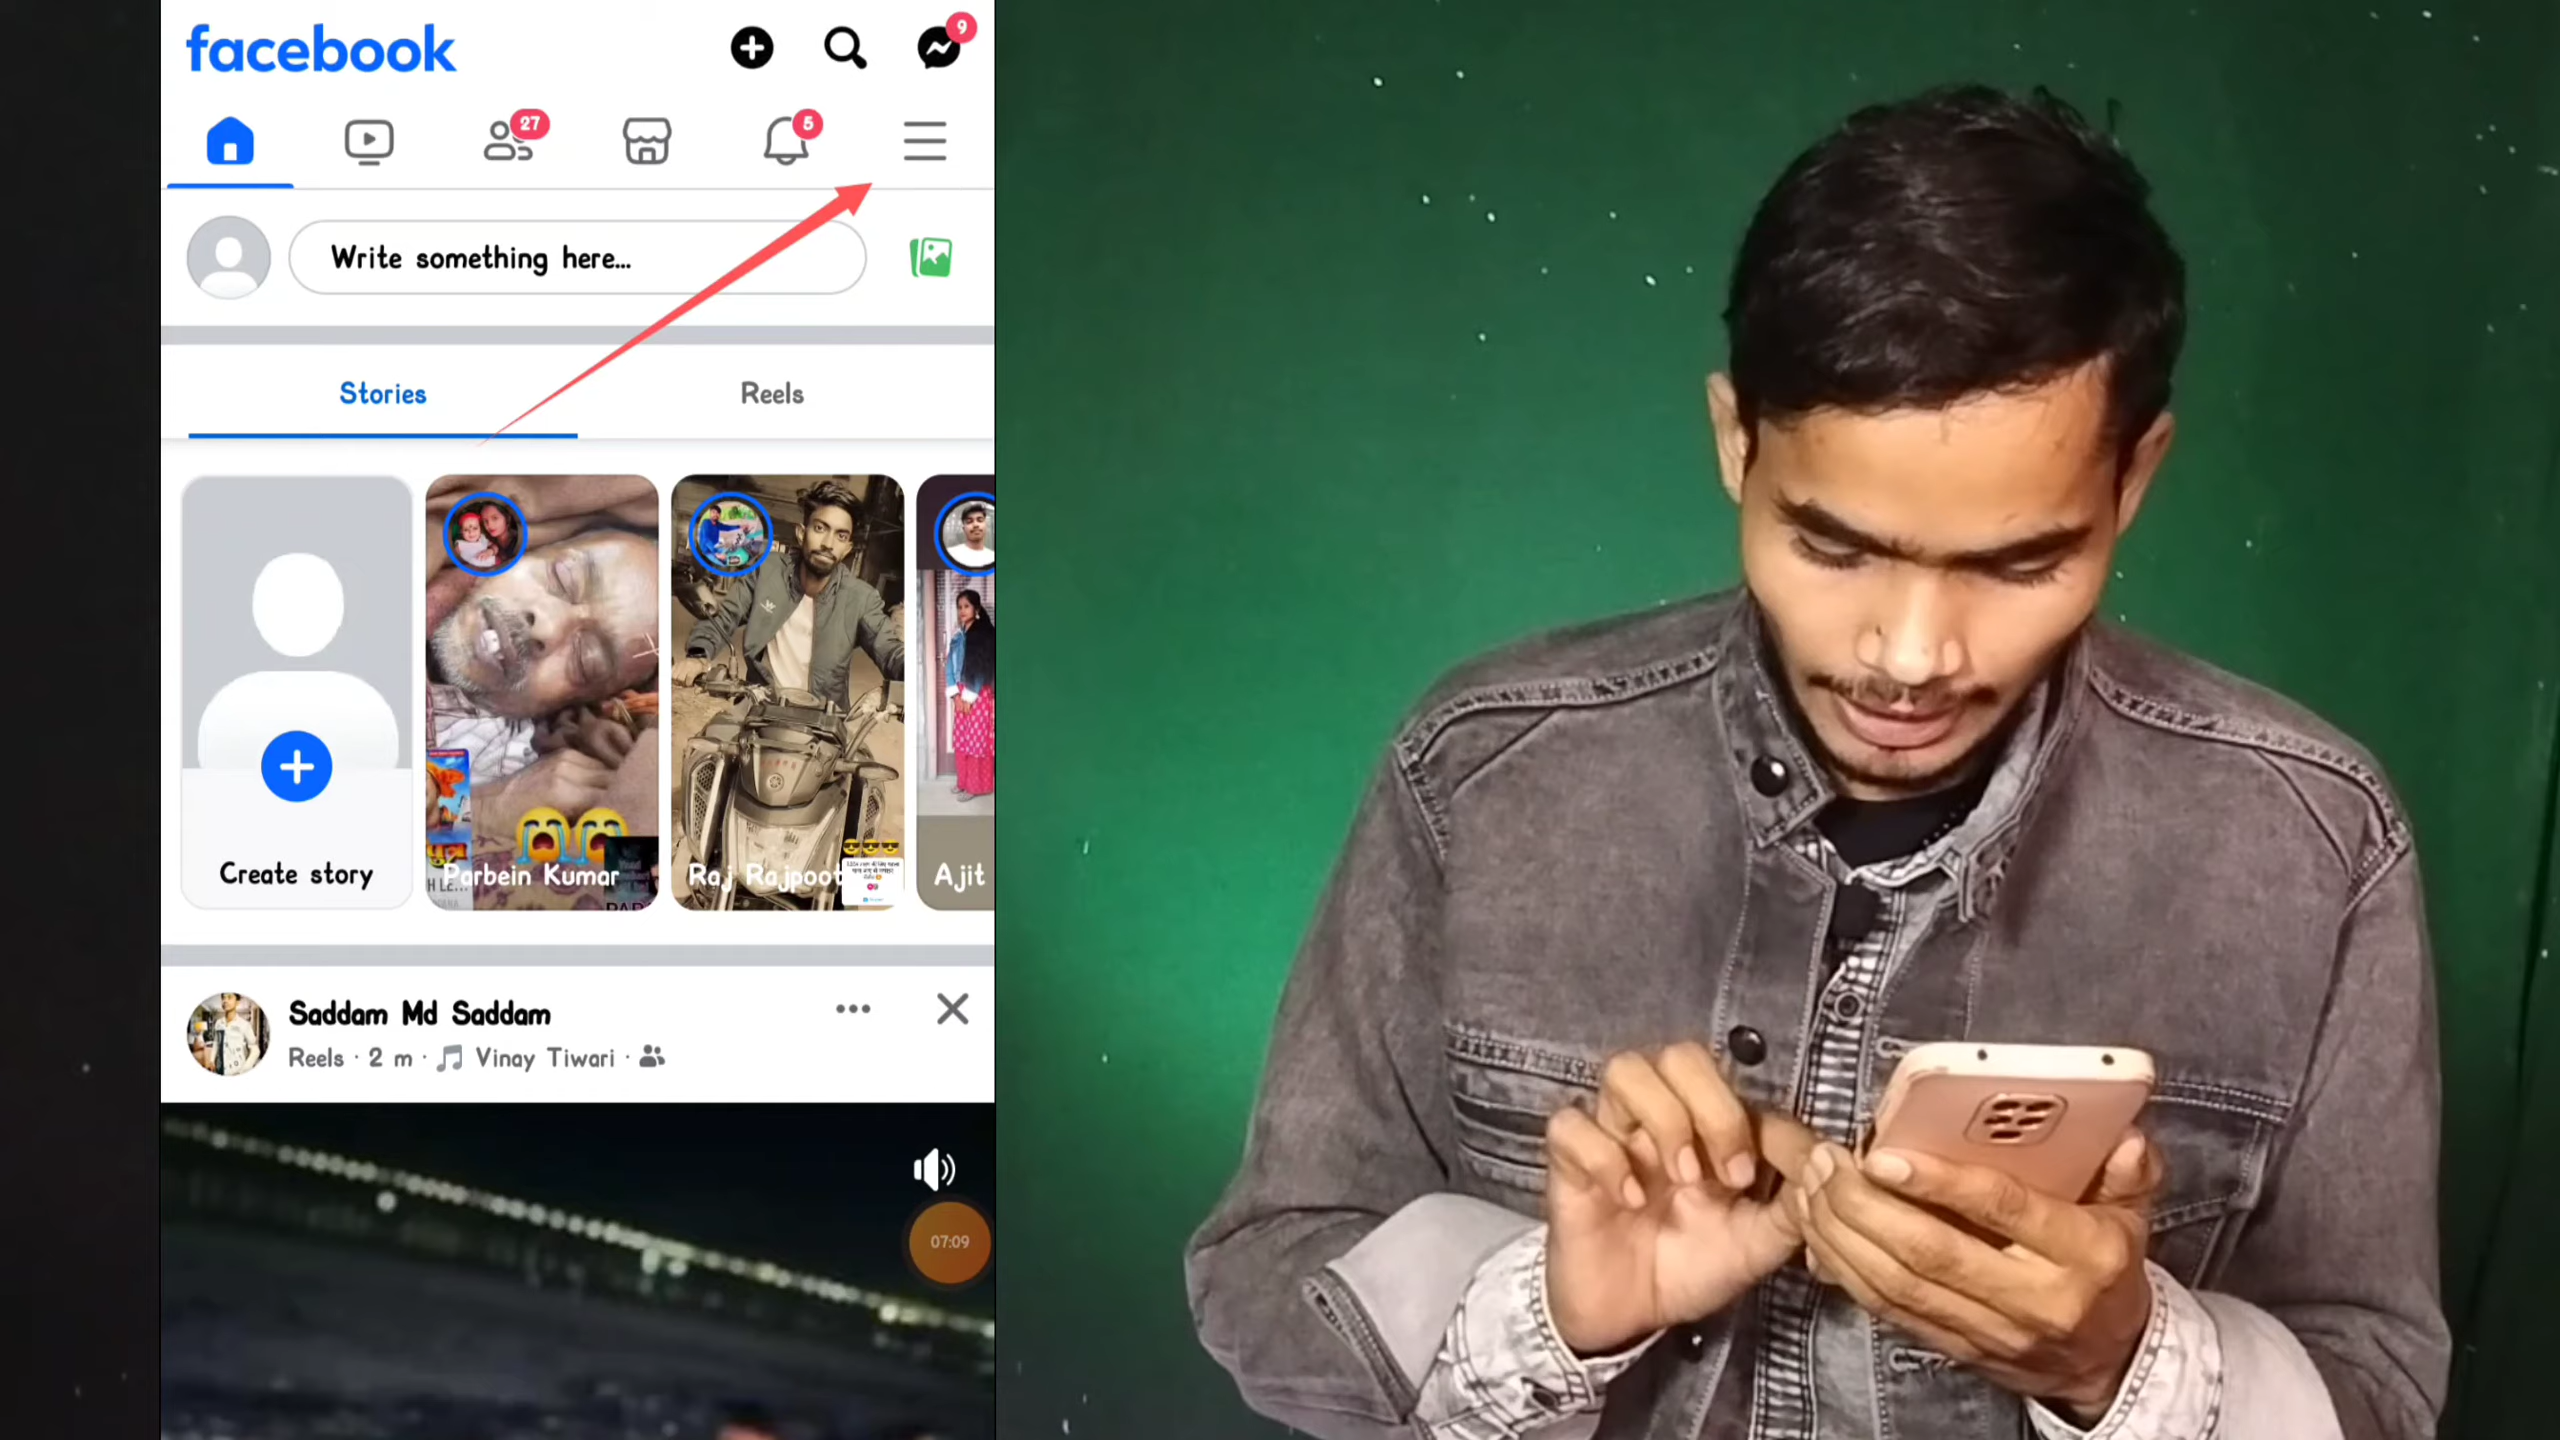 facebook
9
27
5
Write something here...
Stories
Reels
Create story
Parbein Kumar
Raj Rajpoot
Ajit
Saddam Md Saddam
Reels · 2 m · Vinay Tiwari ·
07:09